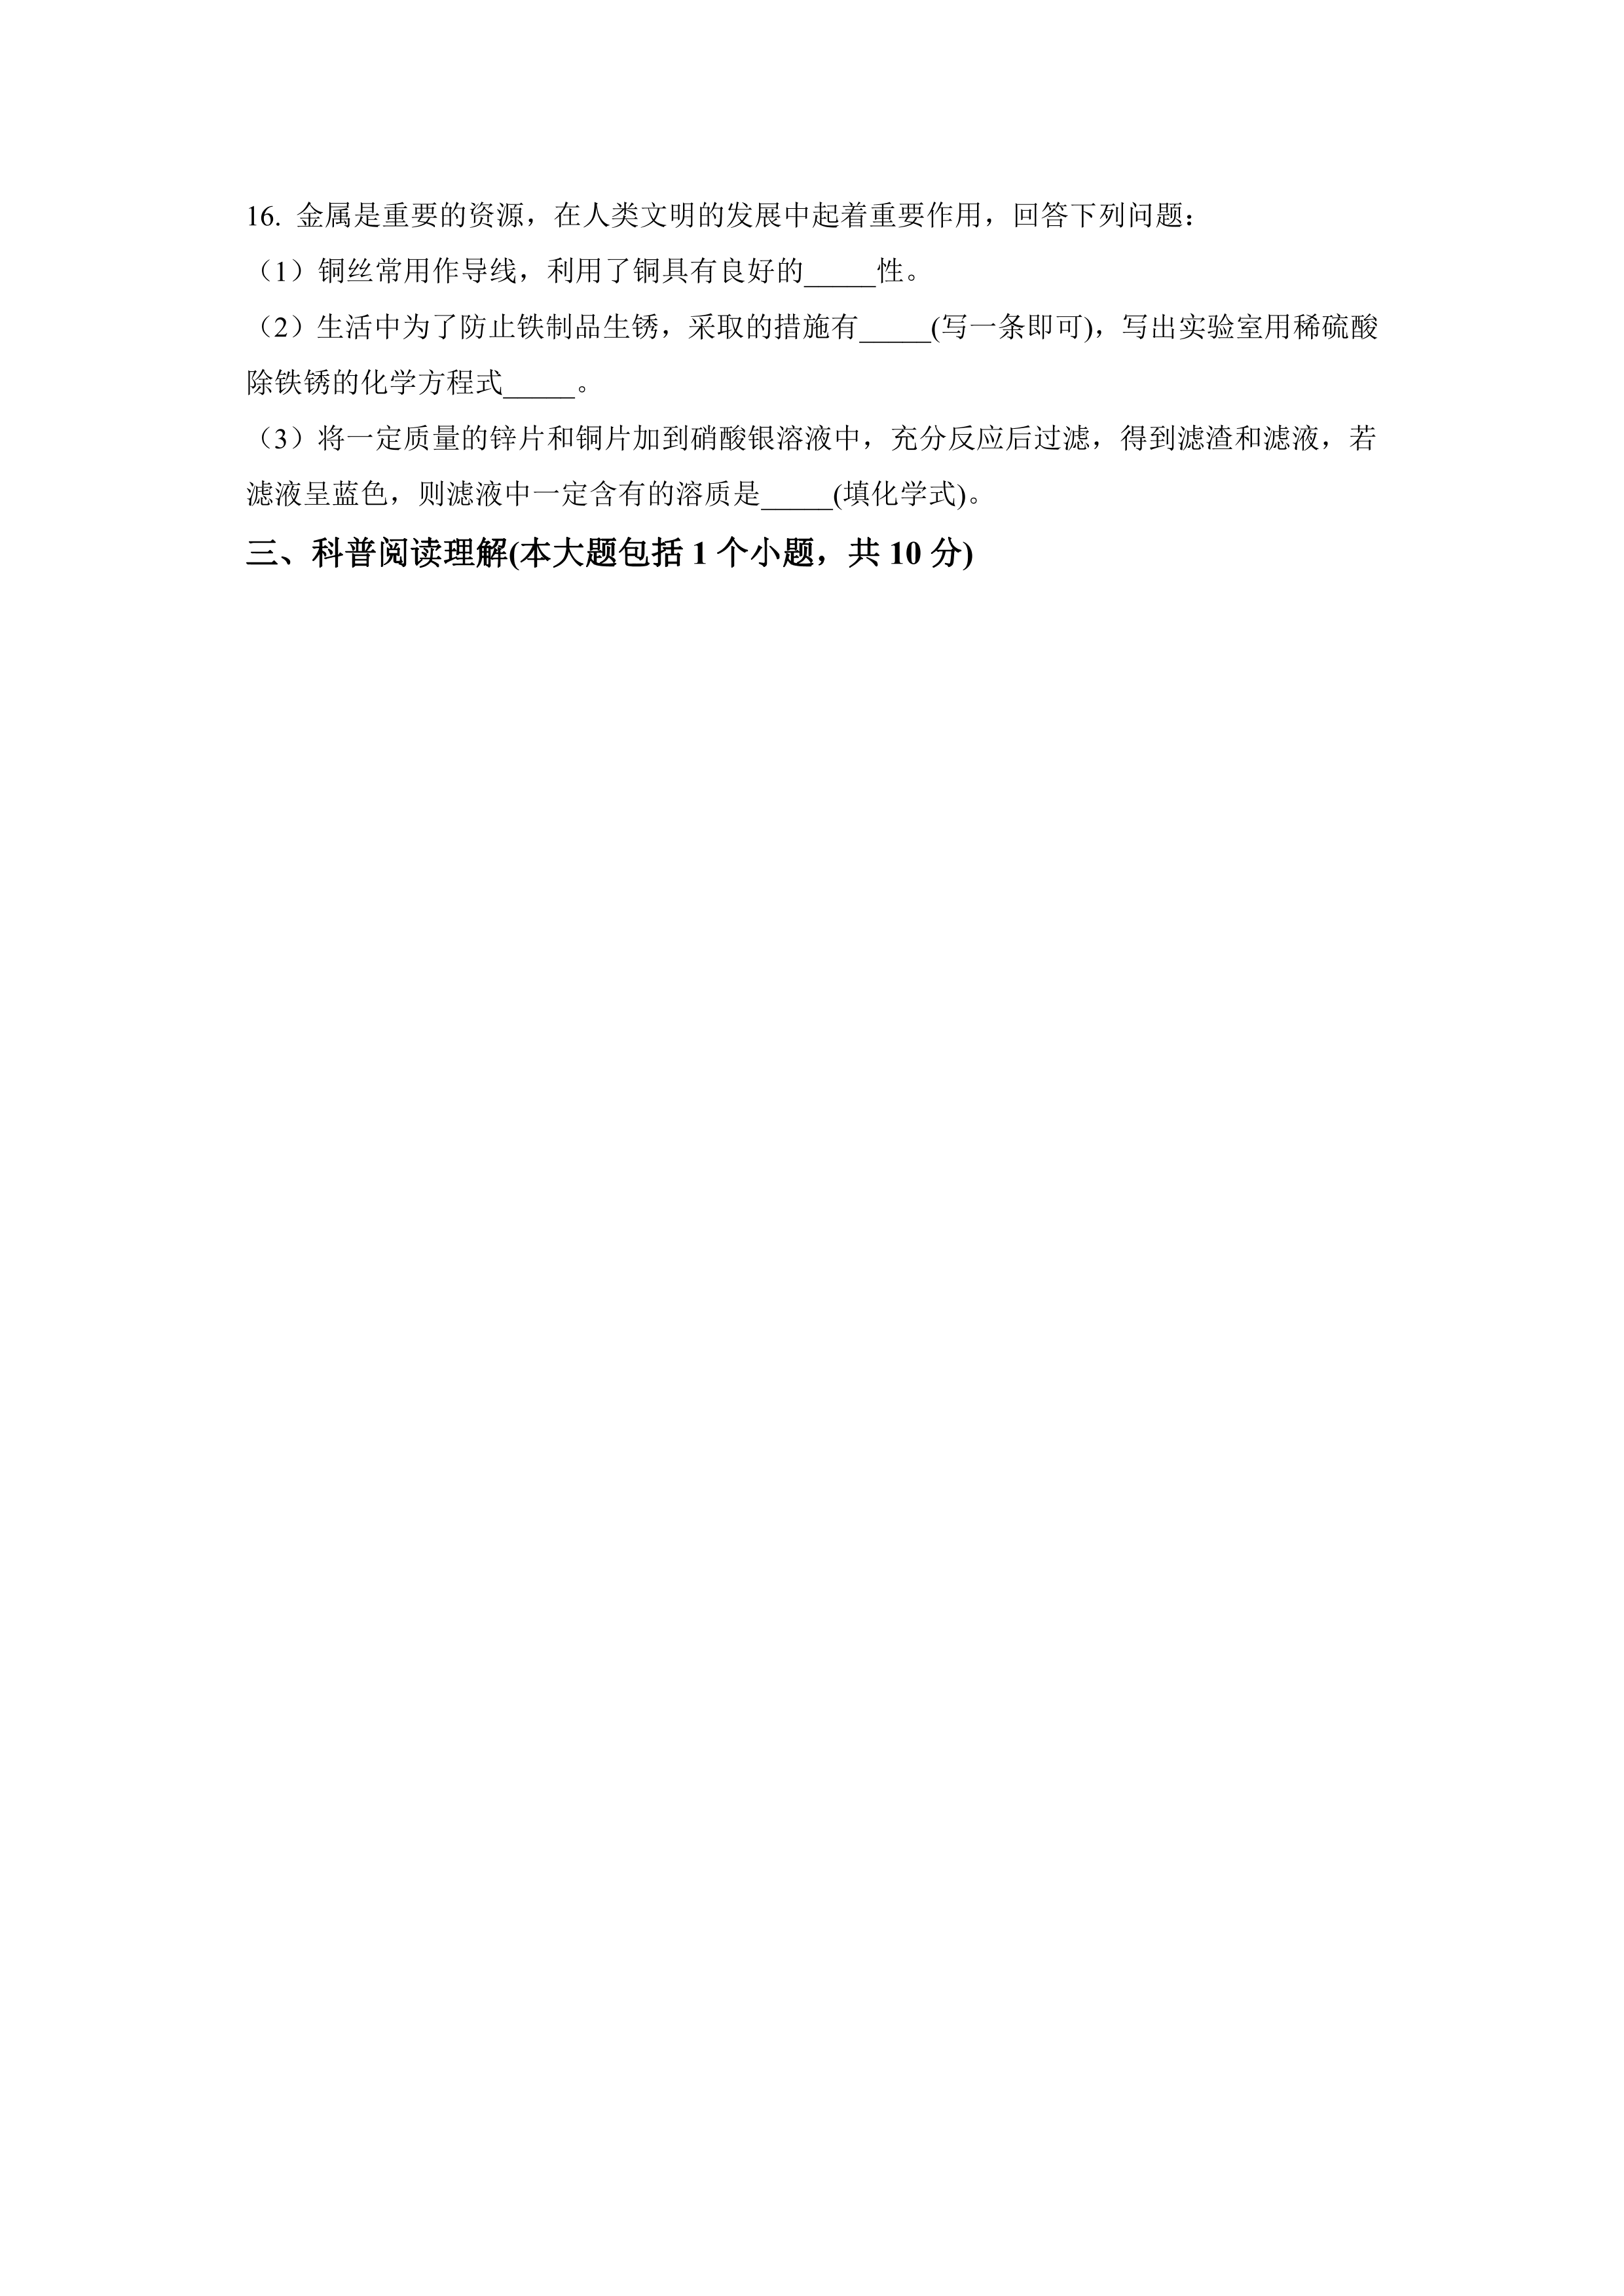 16. 金属是重要的资源，在人类文明的发展中起着重要作用，回答下列问题：
（1）铜丝常用作导线，利用了铜具有良好的_____性。
（2）生活中为了防止铁制品生锈，采取的措施有_____(写一条即可)，写出实验室用稀硫酸
除铁锈的化学方程式_____。
（3）将一定质量的锌片和铜片加到硝酸银溶液中，充分反应后过滤，得到滤渣和滤液，若
滤液呈蓝色，则滤液中一定含有的溶质是_____(填化学式)。
三、科普阅读理解(本大题包括 1 个小题，共 10 分)